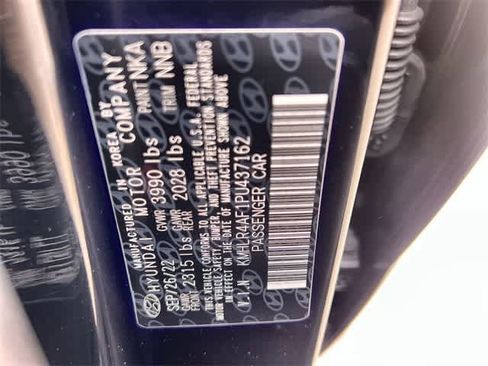 MANUFACTURED IN KOREA BY
HYUNDAI MOTOR COMPANY
SEP/26/22 GVWR 3990 lbs PAINT NKA
GAWR FRNT 2315 lbs GAWR REAR 2028 lbs TRIM NNB
THIS VEHICLE CONFORMS TO ALL APPLICABLE U.S.A. FEDERAL
MOTOR VEHICLE SAFETY/BUMPER, AND THEFT PREVENTION STANDARDS
IN EFFECT ON THE DATE OF MANUFACTURE SHOWN ABOVE
V.I.N KMHLR4AF1PU437162
PASSENGER CAR